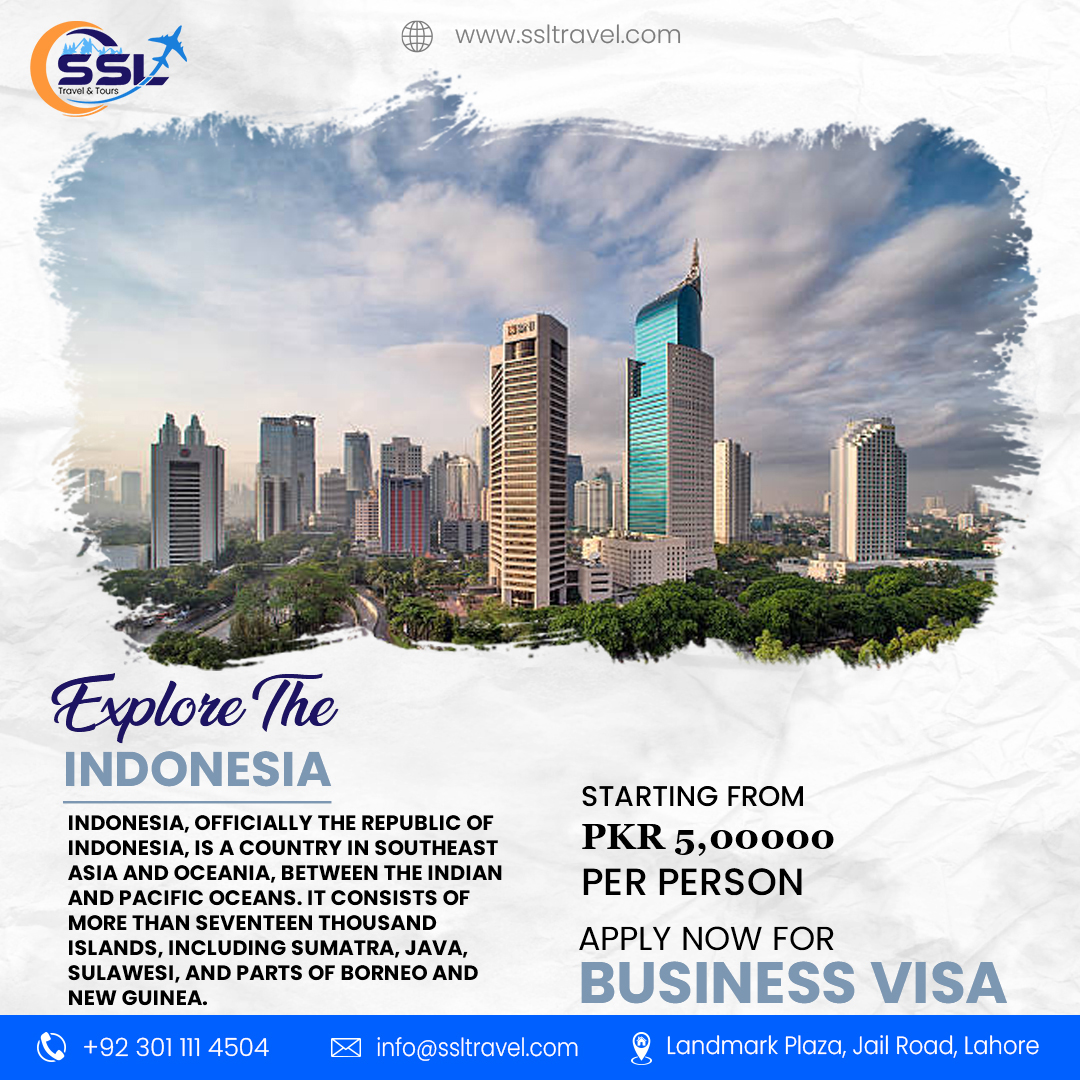 www.ssltravel.com
SSL
Travel & Tours
BNI
Explore The
INDONESIA
INDONESIA, OFFICIALLY THE REPUBLIC OF
INDONESIA, IS A COUNTRY IN SOUTHEAST
ASIA AND OCEANIA, BETWEEN THE INDIAN
AND PACIFIC OCEANS. IT CONSISTS OF
MORE THAN SEVENTEEN THOUSAND
ISLANDS, INCLUDING SUMATRA, JAVA,
SULAWESI, AND PARTS OF BORNEO AND
NEW GUINEA.
STARTING FROM
PKR 5,00000
PER PERSON
APPLY NOW FOR
BUSINESS VISA
+92 301 111 4504
info@ssltravel.com
Landmark Plaza, Jail Road, Lahore